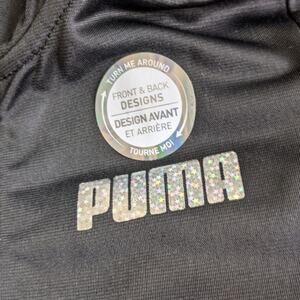 TURN ME AROUND
FRONT & BACK
DESIGNS
DESIGN AVANT
ET ARRIÈRE
TOURNE MOI
PUMA